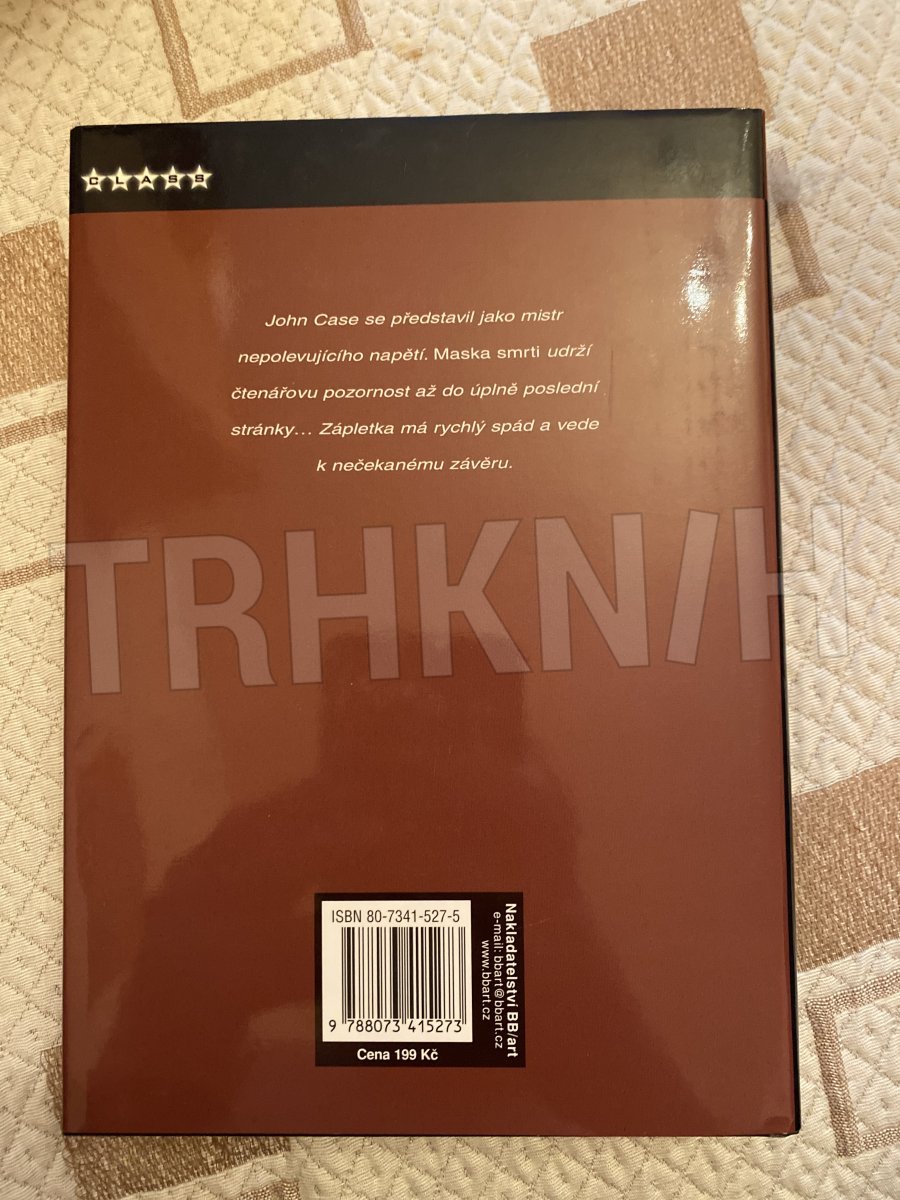 CLASS
John Case se představil jako mistr
nepolevujícího napětí. Maska smrti udrží
čtenářovu pozornost až do úplně poslední
stránky... Zápletka má rychlý spád a vede
k nečekanému závěru.
TRHKN/H
ISBN 80-7341-527-5
9 788073 415273
Cena 199 Kč
Nakladatelství BB/art
e-mail: bbart@bbart.cz
www.bbart.cz